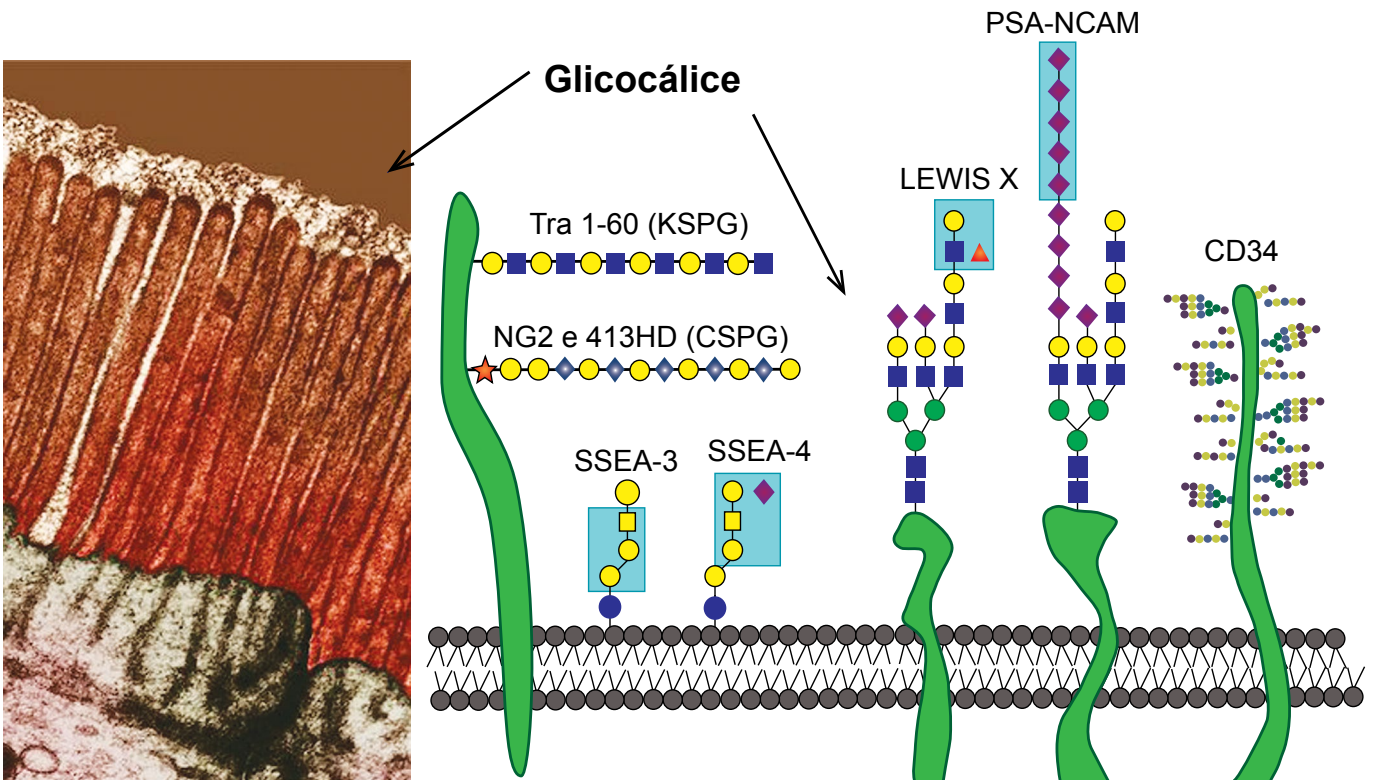 PSA-NCAM
Glicocálice
LEWIS X
Tra 1-60 (KSPG)
CD34
NG2 e 413HD (CSPG)
SSEA-3
SSEA-4